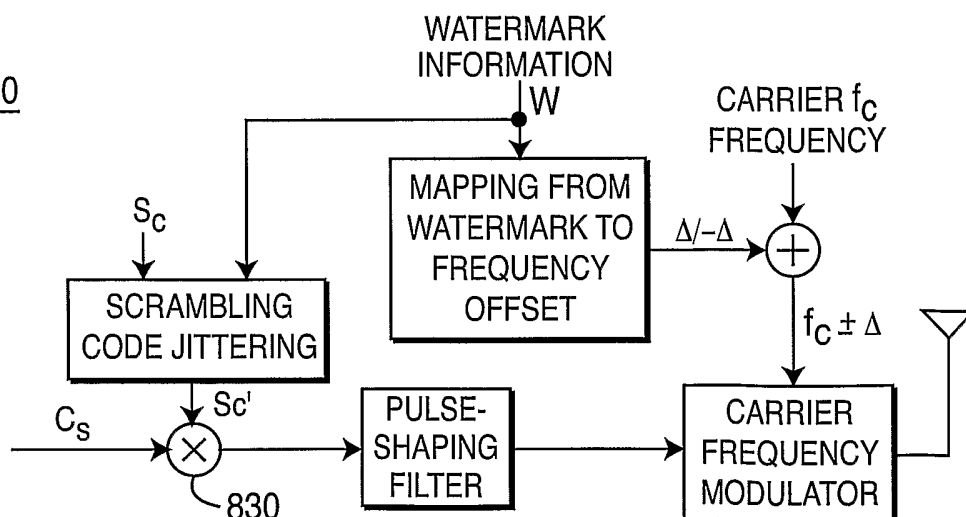 WATERMARK
INFORMATION
W
0
CARRIER fc
FREQUENCY
MAPPING FROM
WATERMARK TO
FREQUENCY
OFFSET
Δ/−Δ
+
Sc
SCRAMBLING
CODE JITTERING
fc ± Δ
Sc'
Cs
×
830
PULSE-
SHAPING
FILTER
CARRIER
FREQUENCY
MODULATOR